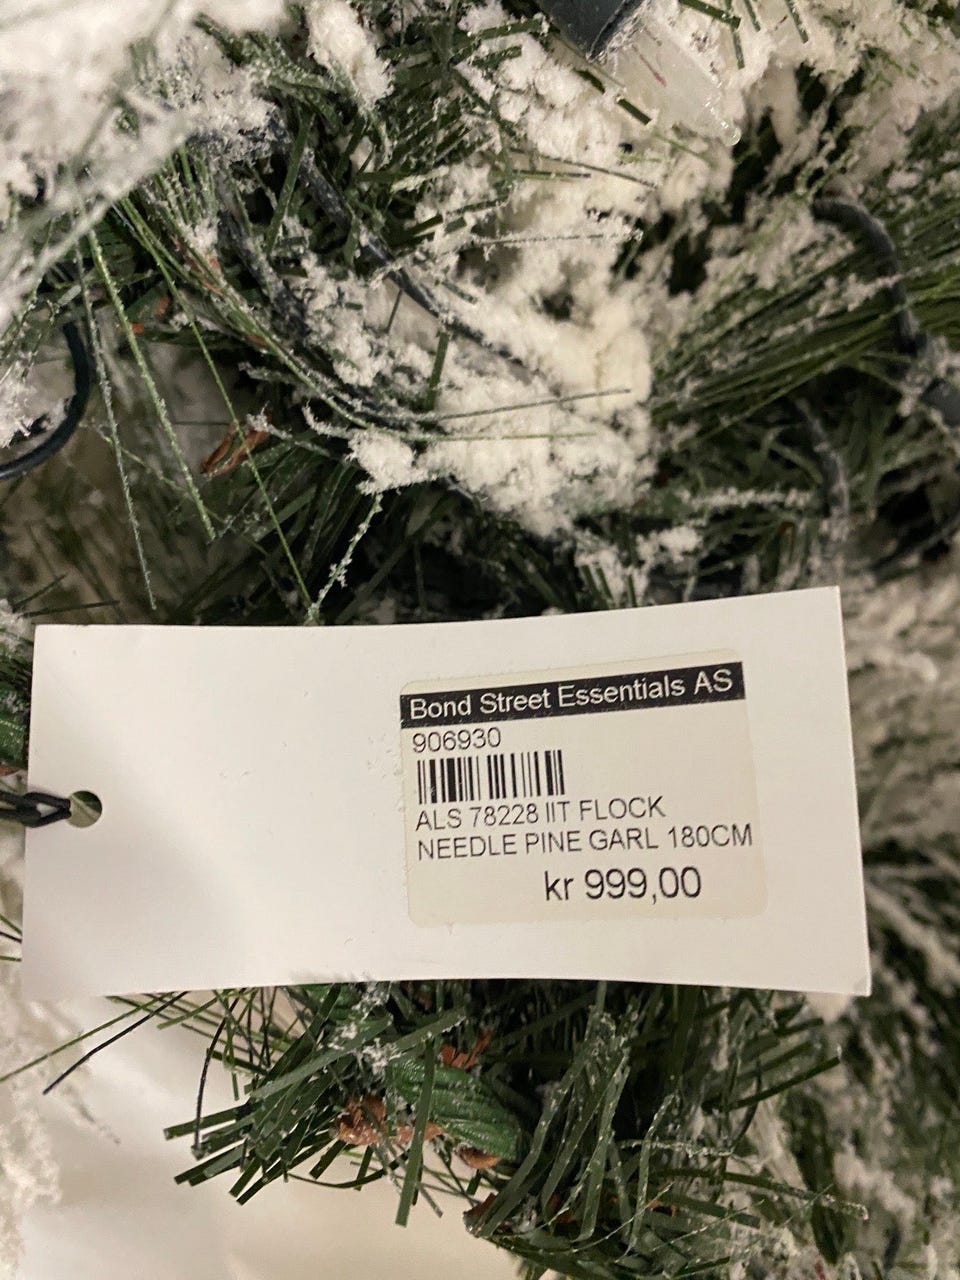 Bond Street Essentials AS
906930
ALS 78228 IIT FLOCK
NEEDLE PINE GARL 180CM
kr 999,00